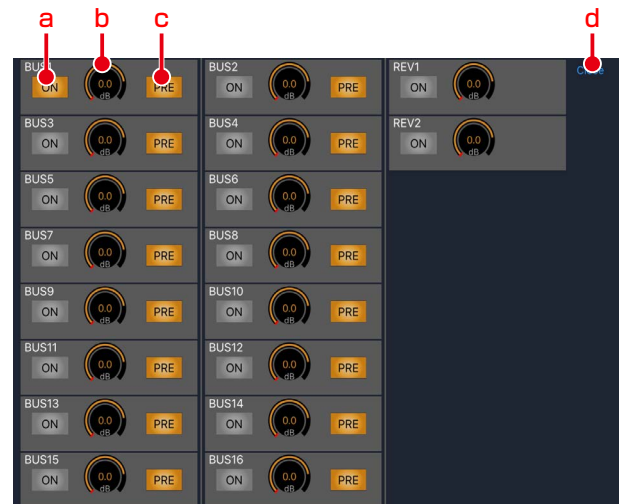 a b c d
BUS1 BUS2 REV1 Close
ON 0.0 dB PRE ON 0.0 dB PRE ON 0.0 dB
BUS3 BUS4 REV2
ON 0.0 dB PRE ON 0.0 dB PRE ON 0.0 dB
BUS5 BUS6
ON 0.0 dB PRE ON 0.0 dB PRE
BUS7 BUS8
ON 0.0 dB PRE ON 0.0 dB PRE
BUS9 BUS10
ON 0.0 dB PRE ON 0.0 dB PRE
BUS11 BUS12
ON 0.0 dB PRE ON 0.0 dB PRE
BUS13 BUS14
ON 0.0 dB PRE ON 0.0 dB PRE
BUS15 BUS16
ON 0.0 dB PRE ON 0.0 dB PRE